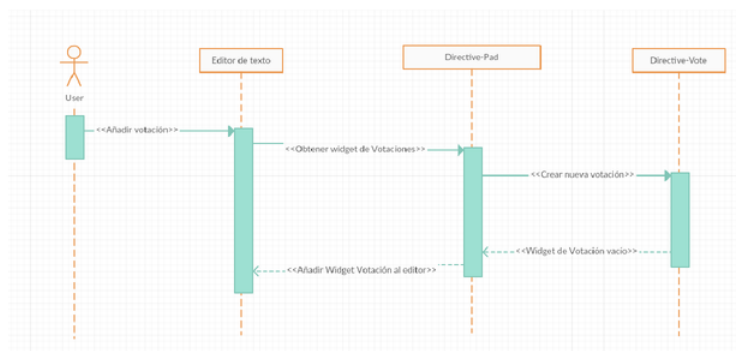 Editor de texto
Directive-Pad
Directive-Vote
User
<<Añadir votación>>
<<Obtener widget de Votaciones>>
<<Crear nueva votación>>
<<Widget de Votación vacío>>
<<Añadir Widget Votación al editor>>